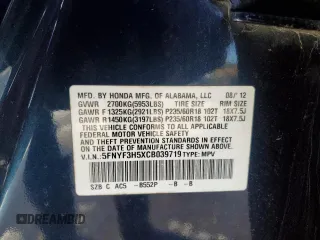 MFD. BY HONDA MFG. OF ALABAMA, LLC 08/12
GVWR 2700KG(5953LBS) TIRE SIZE RIM SIZE
GAWR F 1325KG(2921LBS) P235/60R18 102T 18X7.5J
GAWR R 1450KG(3197LBS) P235/60R18 102T 18X7.5J
THIS VEHICLE CONFORMS TO ALL APPLICABLE FEDERAL MOTOR VEHICLE SAFETY AND THEFT PREVENTION STANDARDS IN EFFECT ON THE DATE OF MANUFACTURE SHOWN ABOVE.
V.I.N: 5FNYF3H5XCB039719 TYPE: MPV
SZB C AC5 B552P -B -B